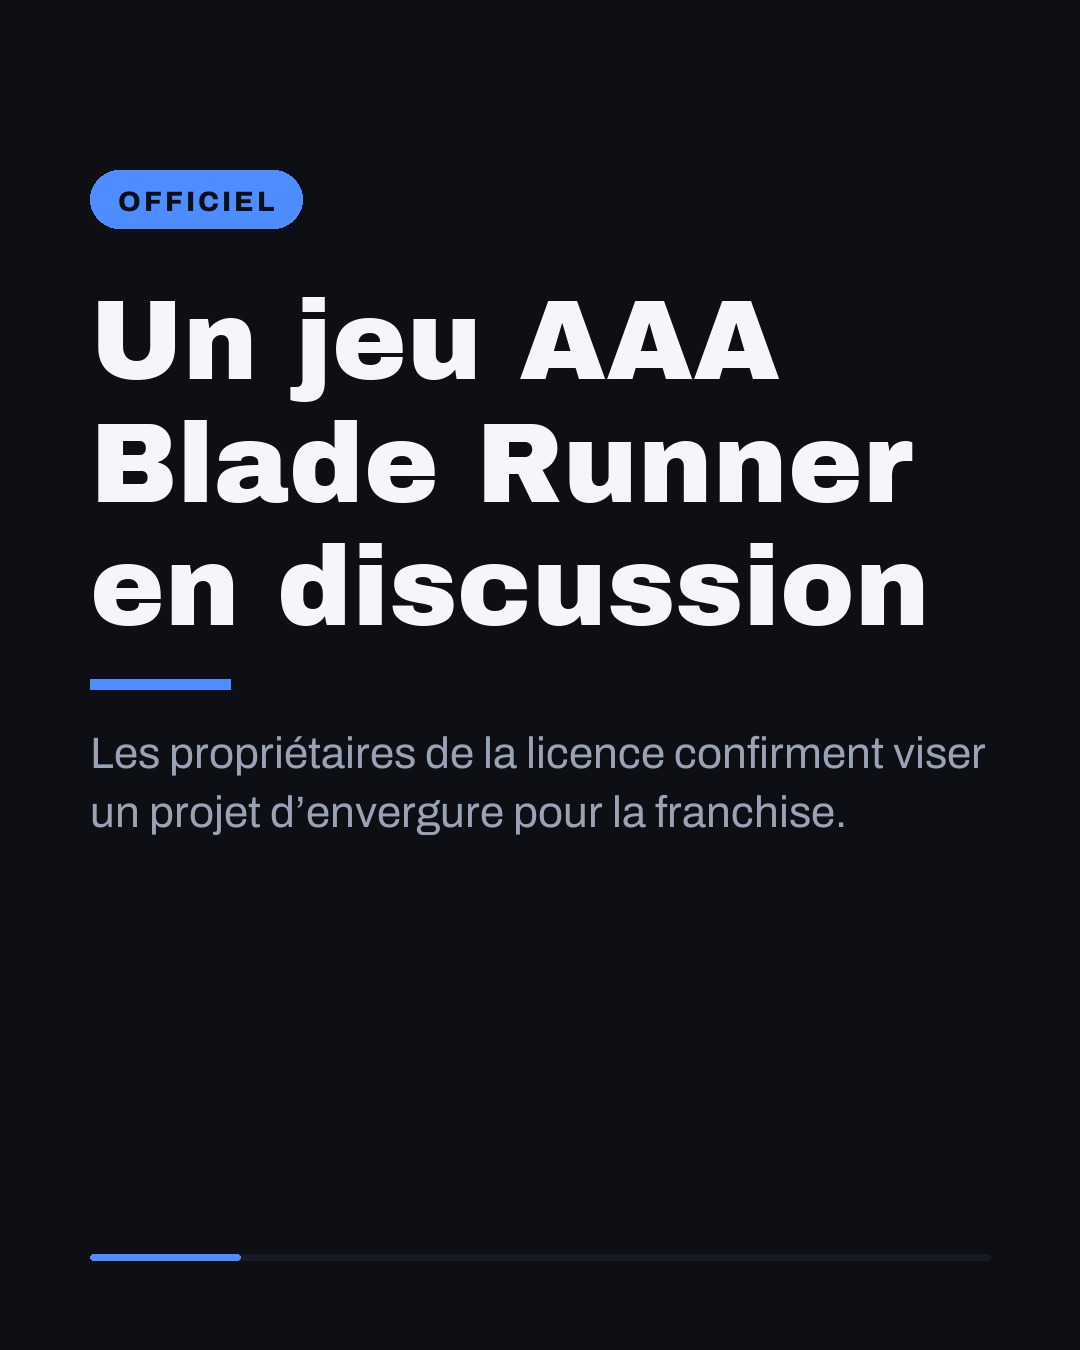 OFFICIEL
Un jeu AAA
Blade Runner
en discussion
Les propriétaires de la licence confirment viser
un projet d’envergure pour la franchise.